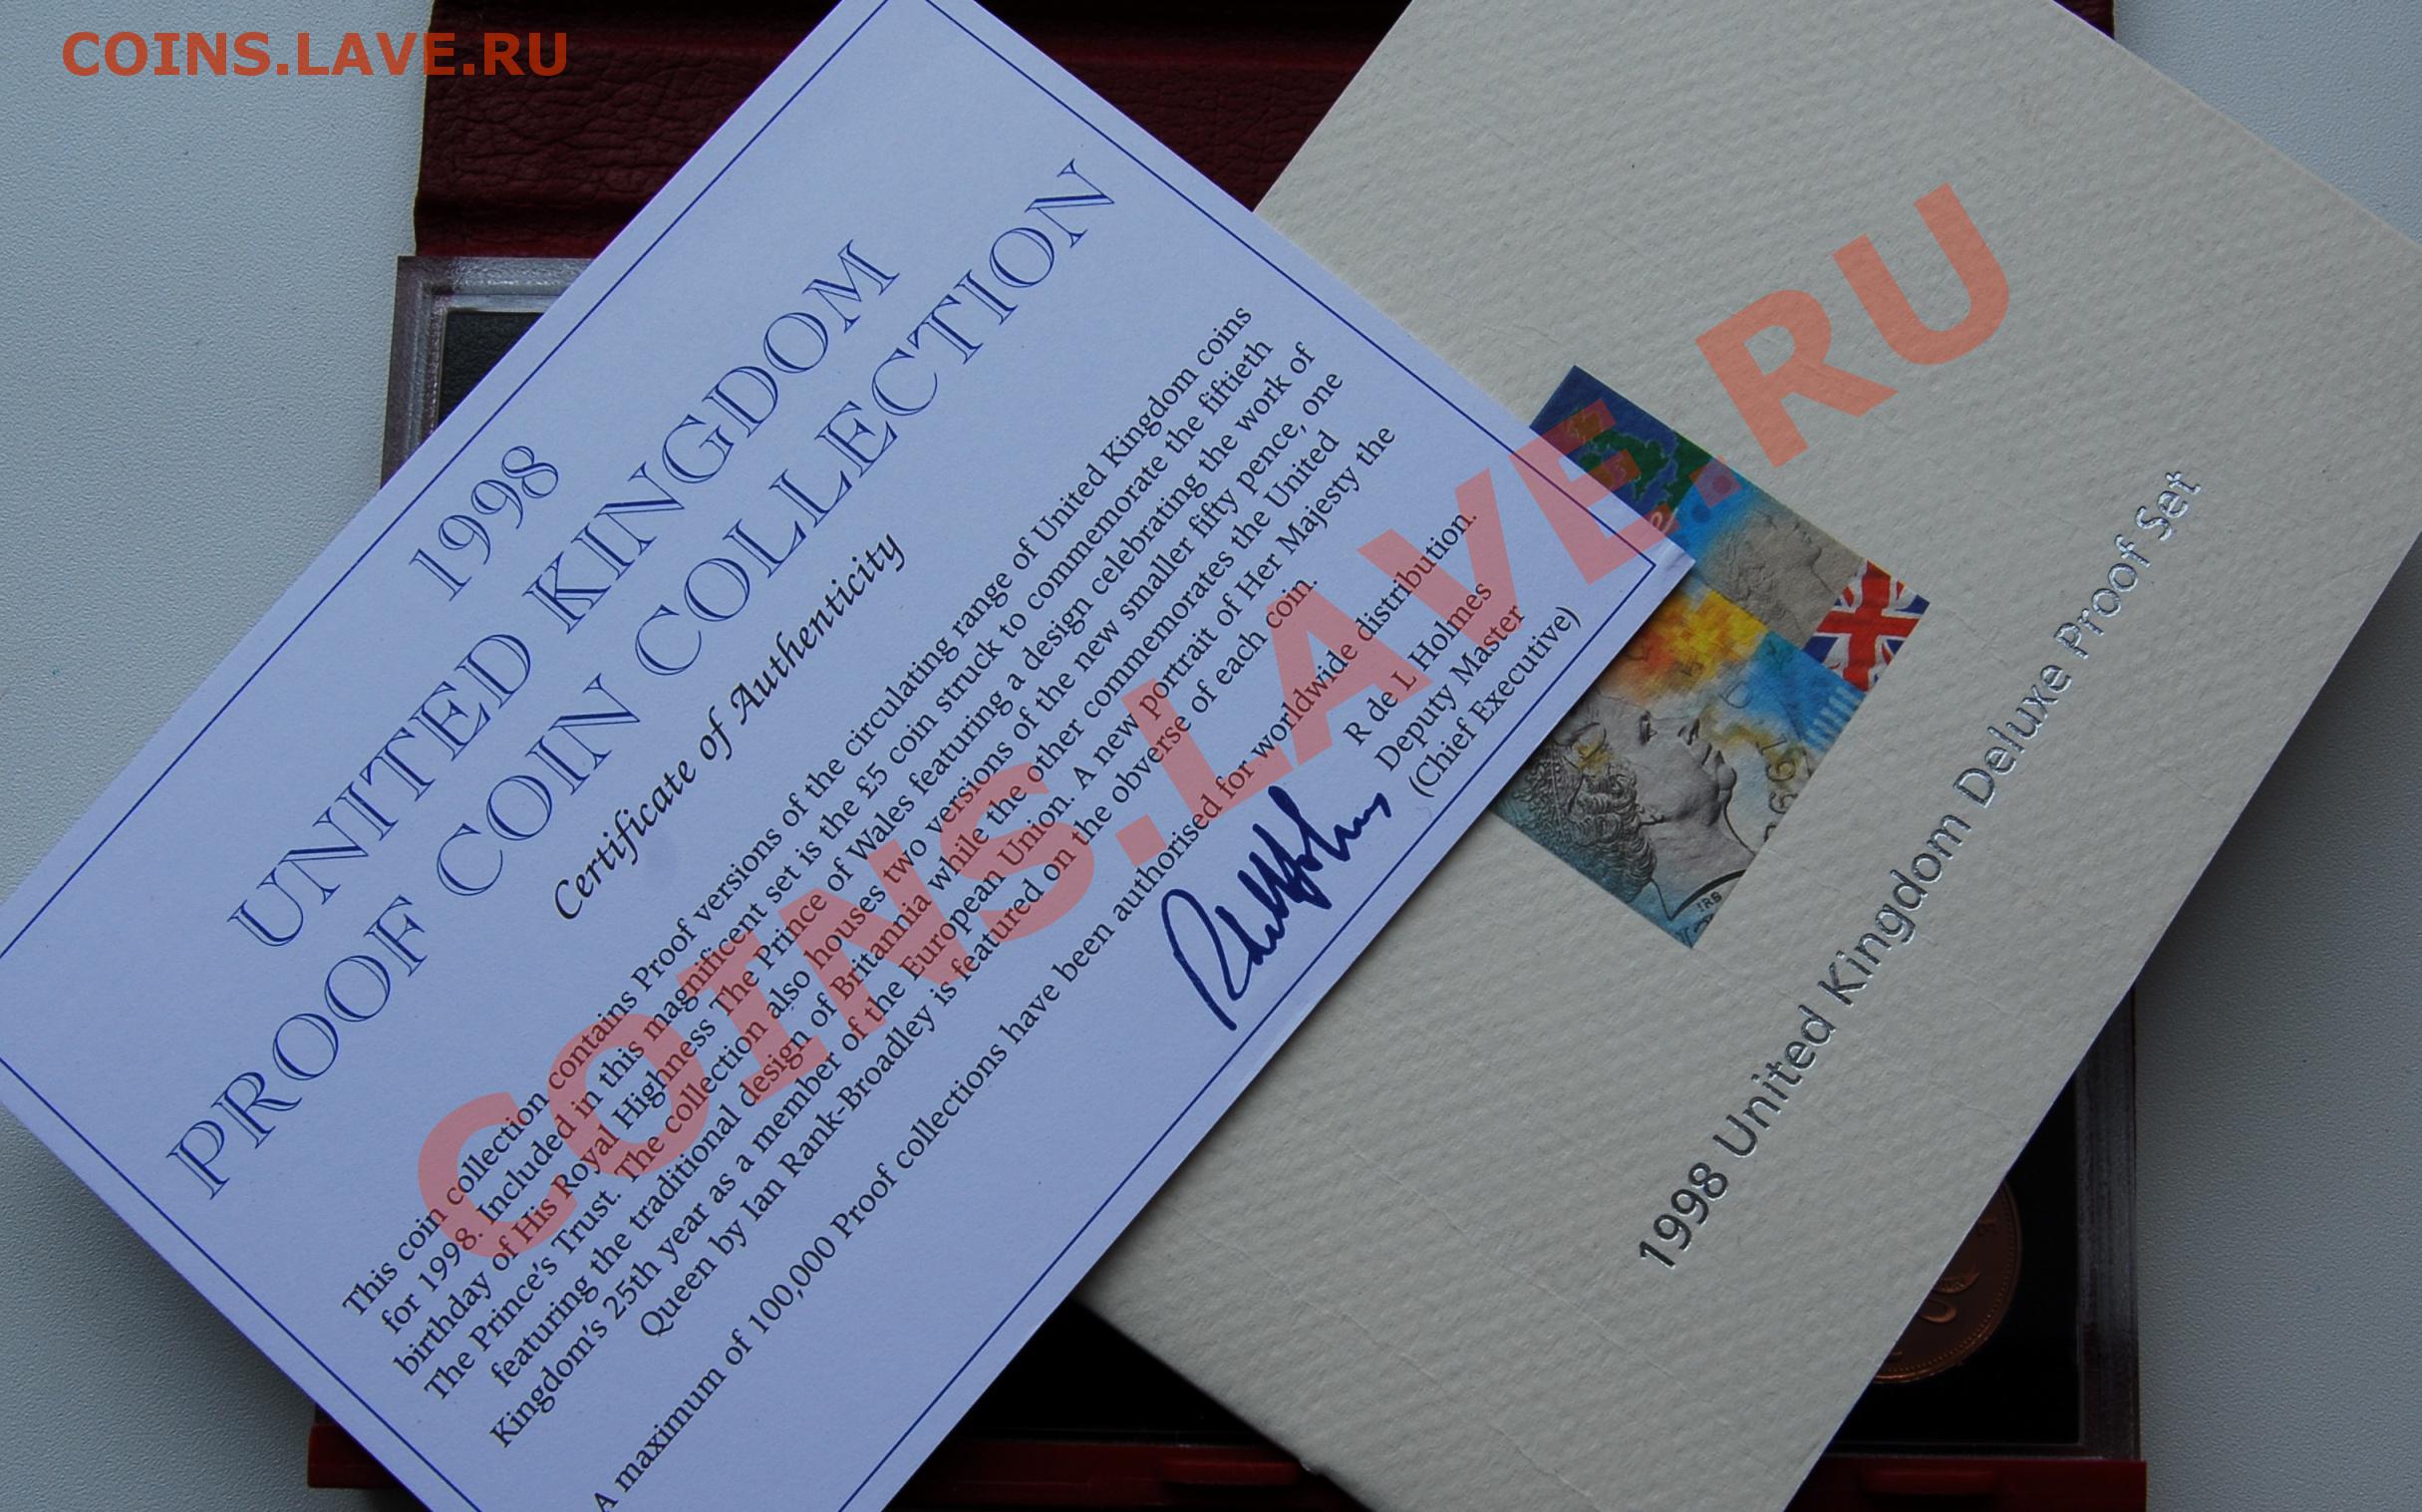 COINS.LAVE.RU
1998
UNITED KINGDOM
PROOF COIN COLLECTION
Certificate of Authenticity
This coin collection contains Proof versions of the circulating range of United Kingdom coins
for 1998. Included in this magnificent set is the £5 coin struck to commemorate the fiftieth
birthday of His Royal Highness The Prince of Wales featuring a design celebrating the work of
The Prince's Trust. The collection also houses two versions of the new smaller fifty pence, one
featuring the traditional design of Britannia while the other commemorates the United
Kingdom's 25th year as a member of the European Union. A new portrait of Her Majesty the
Queen by Ian Rank-Broadley is featured on the obverse of each coin.
A maximum of 100,000 Proof collections have been authorised for worldwide distribution.
R de L Holmes
Deputy Master
(Chief Executive)
COINS.LAVE.RU
1998 United Kingdom Deluxe Proof Set
IRB